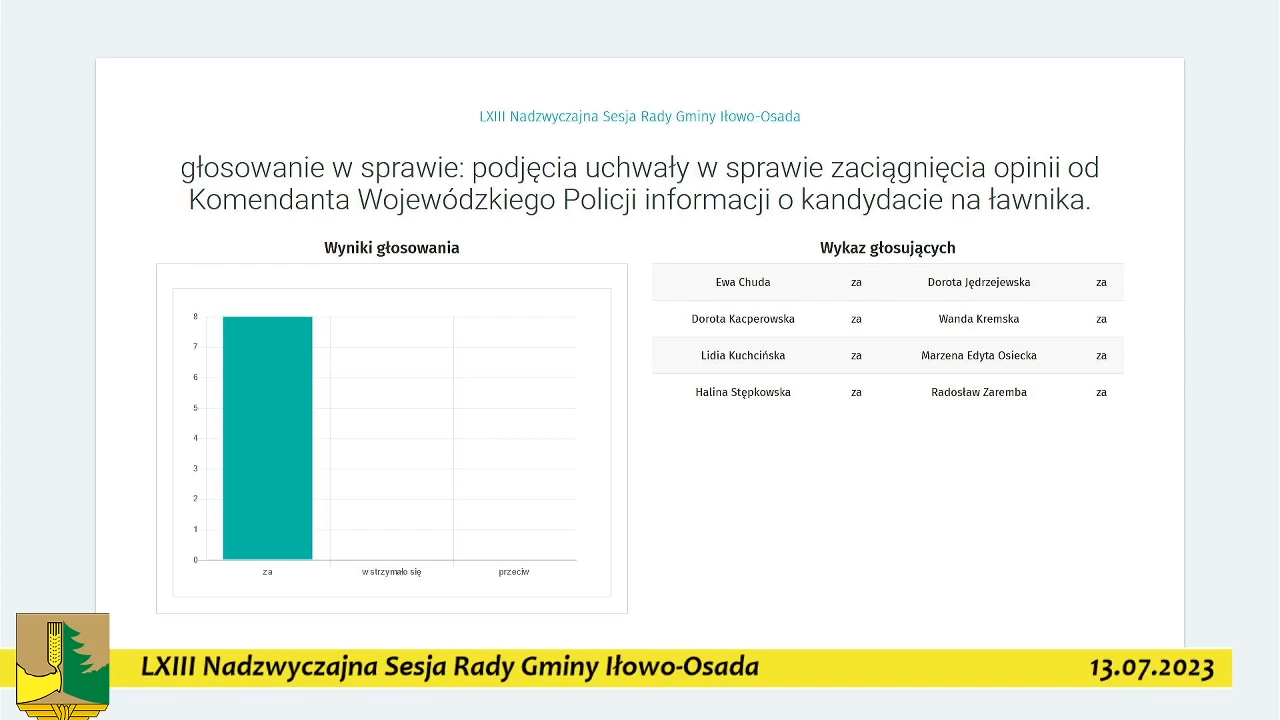 LXIII Nadzwyczajna Sesja Rady Gminy Iłowo-Osada
głosowanie w sprawie: podjęcia uchwały w sprawie zaciągnięcia opinii od
Komendanta Wojewódzkiego Policji informacji o kandydacie na ławnika.
Wyniki głosowania
8
7
6
5
4
3
2
1
0
za wstrzymało się przeciw
Wykaz głosujących
Ewa Chuda za Dorota Jędrzejewska za
Dorota Kacperowska za Wanda Kremska za
Lidia Kuchcińska za Marzena Edyta Osiecka za
Halina Stępkowska za Radosław Zaremba za
LXIII Nadzwyczajna Sesja Rady Gminy Iłowo-Osada 13.07.2023